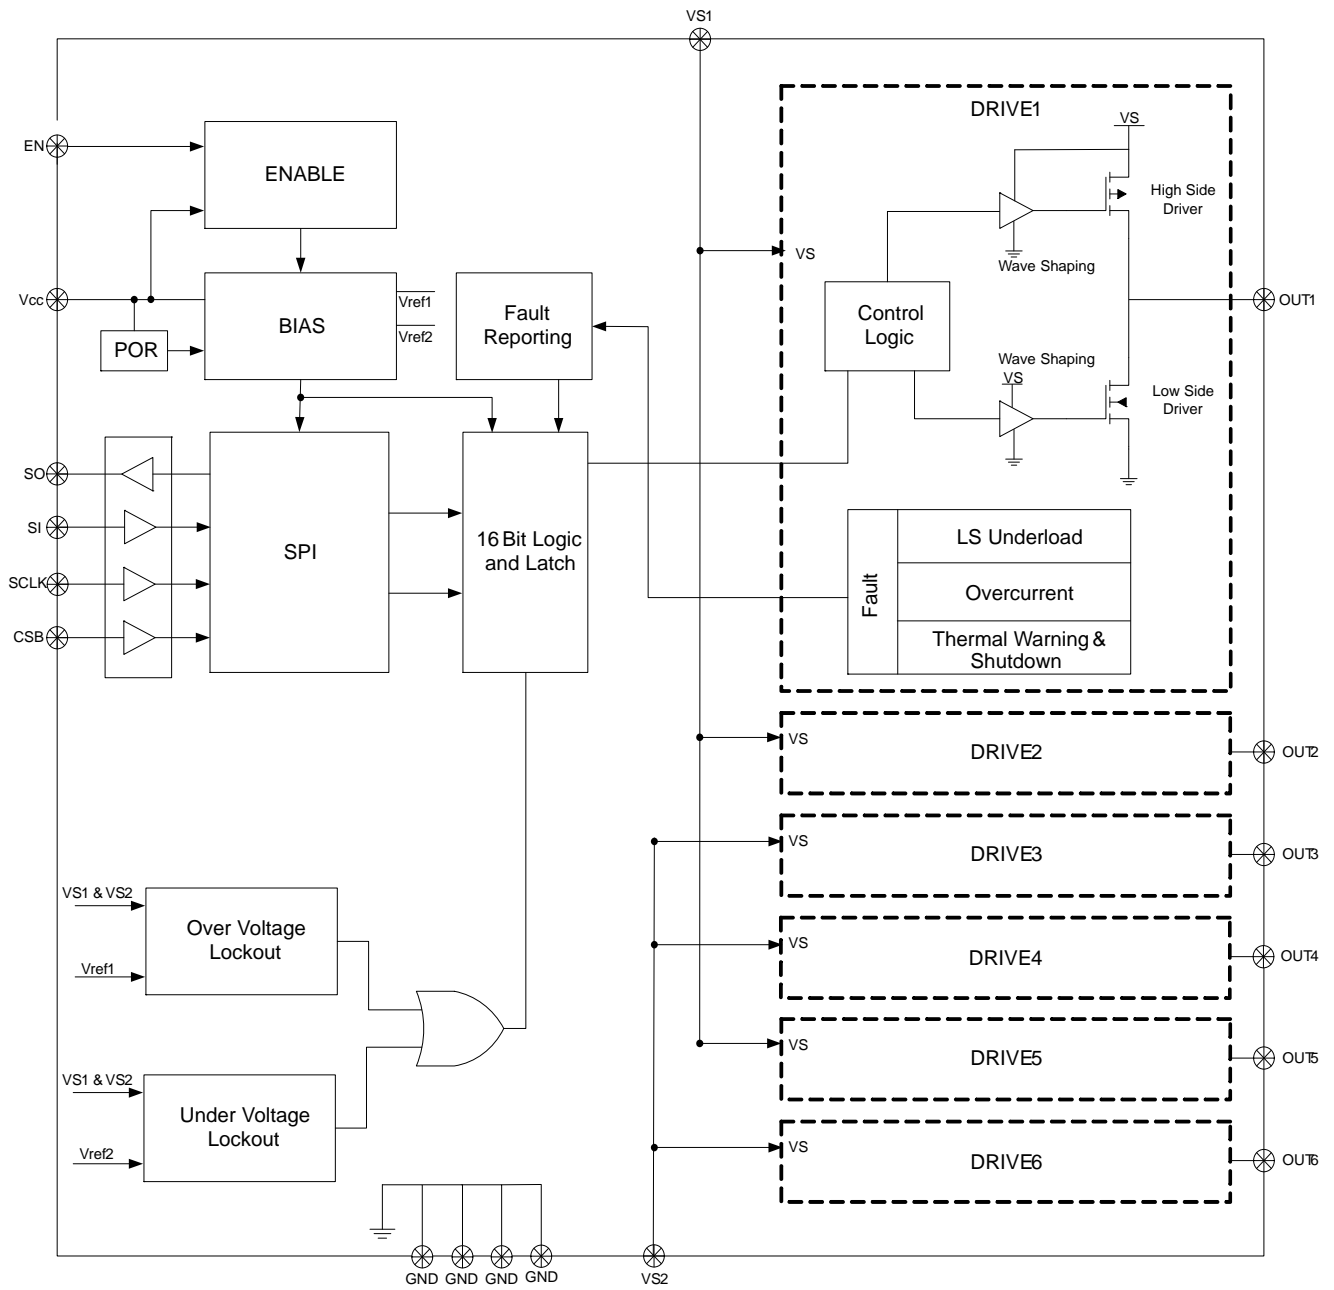 VS1
DRIVE1
VS
EN
ENABLE
High Side
Driver
VS
Wave Shaping
Vcc
BIAS
Vref1
Vref2
POR
Fault
Reporting
Control
Logic
OUT1
Wave Shaping
VS
Low Side
Driver
SO
SI
SCLK
CSB
SPI
16 Bit Logic
and Latch
Fault
LS Underload
Overcurrent
Thermal Warning &
Shutdown
VS
DRIVE2
OUT2
VS
DRIVE3
OUT3
VS1 & VS2
Vref1
Over Voltage
Lockout
VS
DRIVE4
OUT4
VS
DRIVE5
OUT5
VS1 & VS2
Vref2
Under Voltage
Lockout
VS
DRIVE6
OUT6
GND
GND
GND
GND
VS2